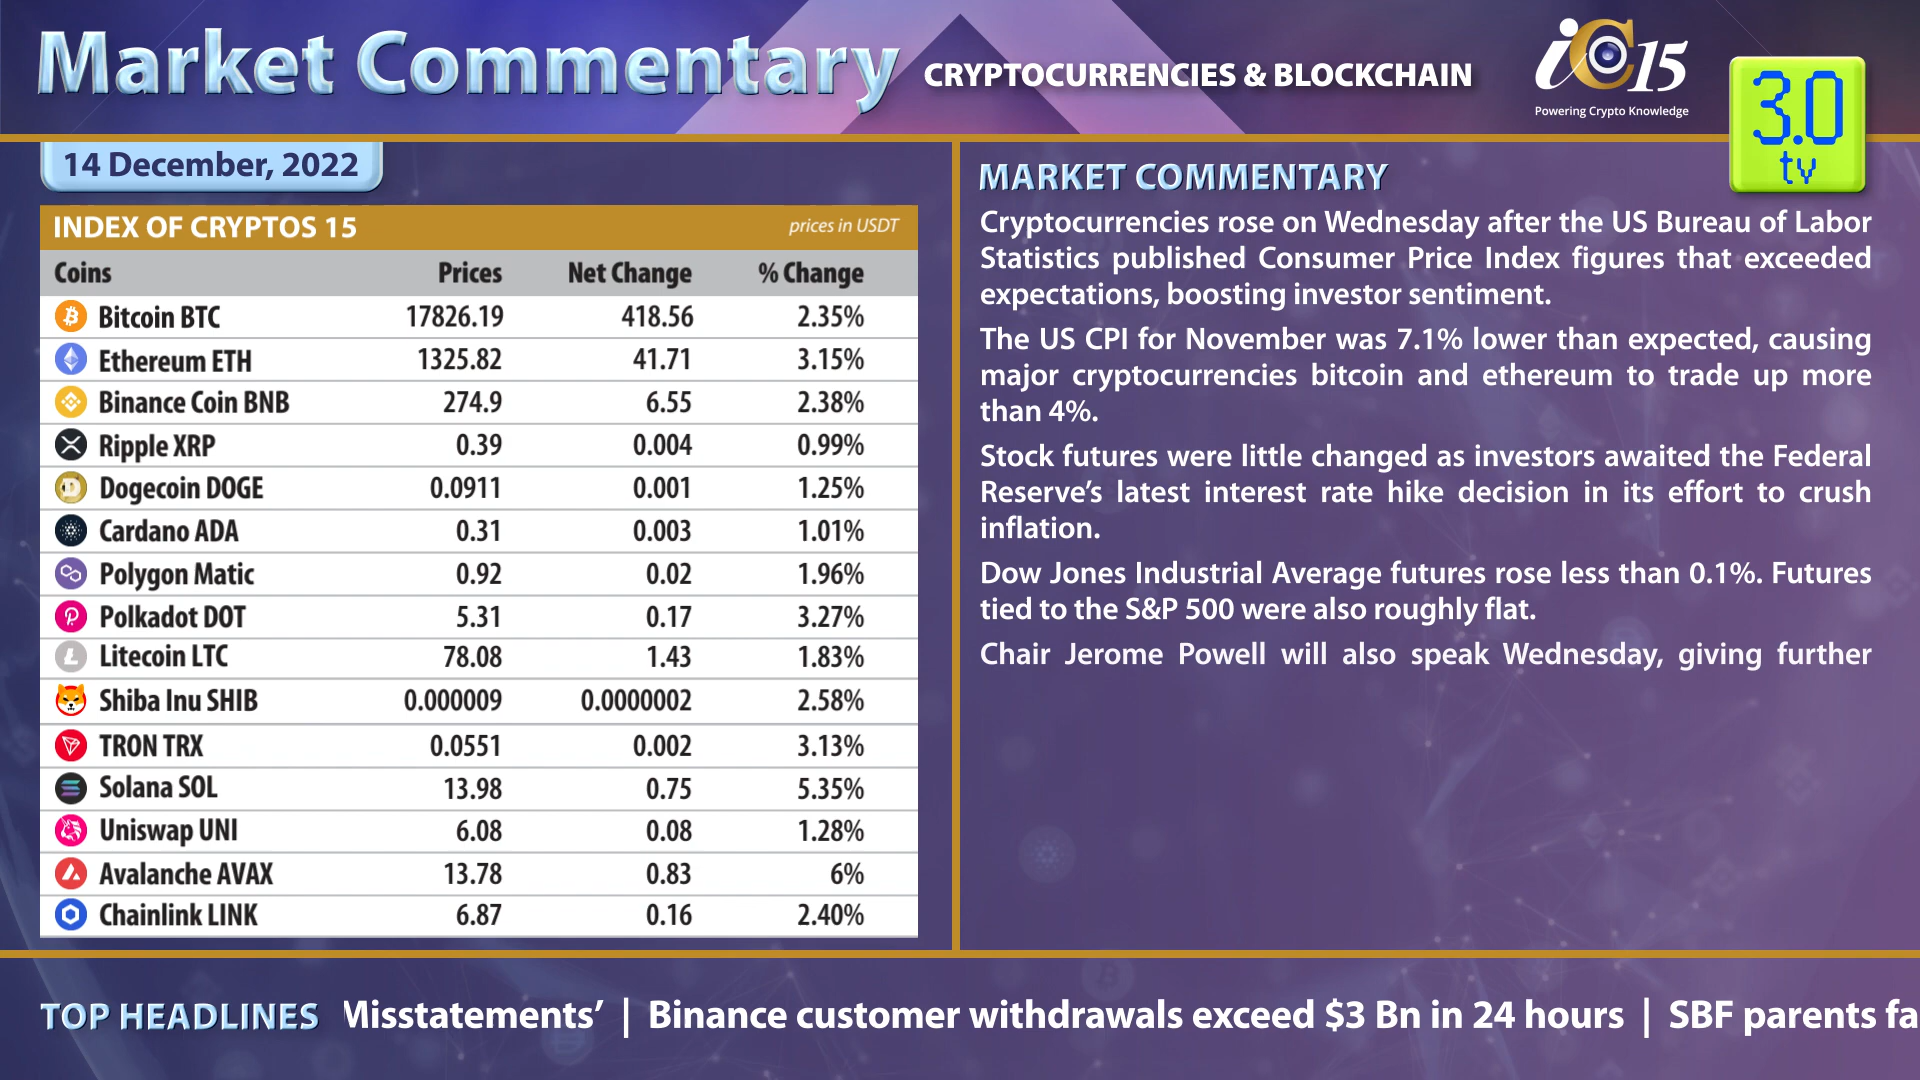 Market Commentary CRYPTOCURRENCIES & BLOCKCHAIN
iC15
Powering Crypto Knowledge
3.0
tv
14 December, 2022
INDEX OF CRYPTOS 15 prices in USDT
Coins Prices Net Change % Change
Bitcoin BTC 17826.19 418.56 2.35%
Ethereum ETH 1325.82 41.71 3.15%
Binance Coin BNB 274.9 6.55 2.38%
Ripple XRP 0.39 0.004 0.99%
Dogecoin DOGE 0.0911 0.001 1.25%
Cardano ADA 0.31 0.003 1.01%
Polygon Matic 0.92 0.02 1.96%
Polkadot DOT 5.31 0.17 3.27%
Litecoin LTC 78.08 1.43 1.83%
Shiba Inu SHIB 0.000009 0.0000002 2.58%
TRON TRX 0.0551 0.002 3.13%
Solana SOL 13.98 0.75 5.35%
Uniswap UNI 6.08 0.08 1.28%
Avalanche AVAX 13.78 0.83 6%
Chainlink LINK 6.87 0.16 2.40%
MARKET COMMENTARY
Cryptocurrencies rose on Wednesday after the US Bureau of Labor
Statistics published Consumer Price Index figures that exceeded
expectations, boosting investor sentiment.
The US CPI for November was 7.1% lower than expected, causing
major cryptocurrencies bitcoin and ethereum to trade up more
than 4%.
Stock futures were little changed as investors awaited the Federal
Reserve’s latest interest rate hike decision in its effort to crush
inflation.
Dow Jones Industrial Average futures rose less than 0.1%. Futures
tied to the S&P 500 were also roughly flat.
Chair Jerome Powell will also speak Wednesday, giving further
TOP HEADLINES Misstatements’ | Binance customer withdrawals exceed $3 Bn in 24 hours | SBF parents fa